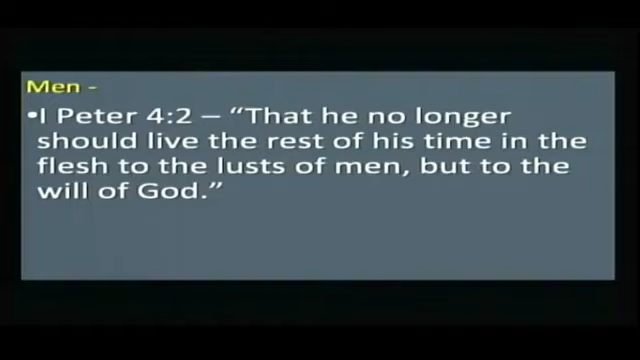 Men -
•I Peter 4:2 – “That he no longer
should live the rest of his time in the
flesh to the lusts of men, but to the
will of God.”